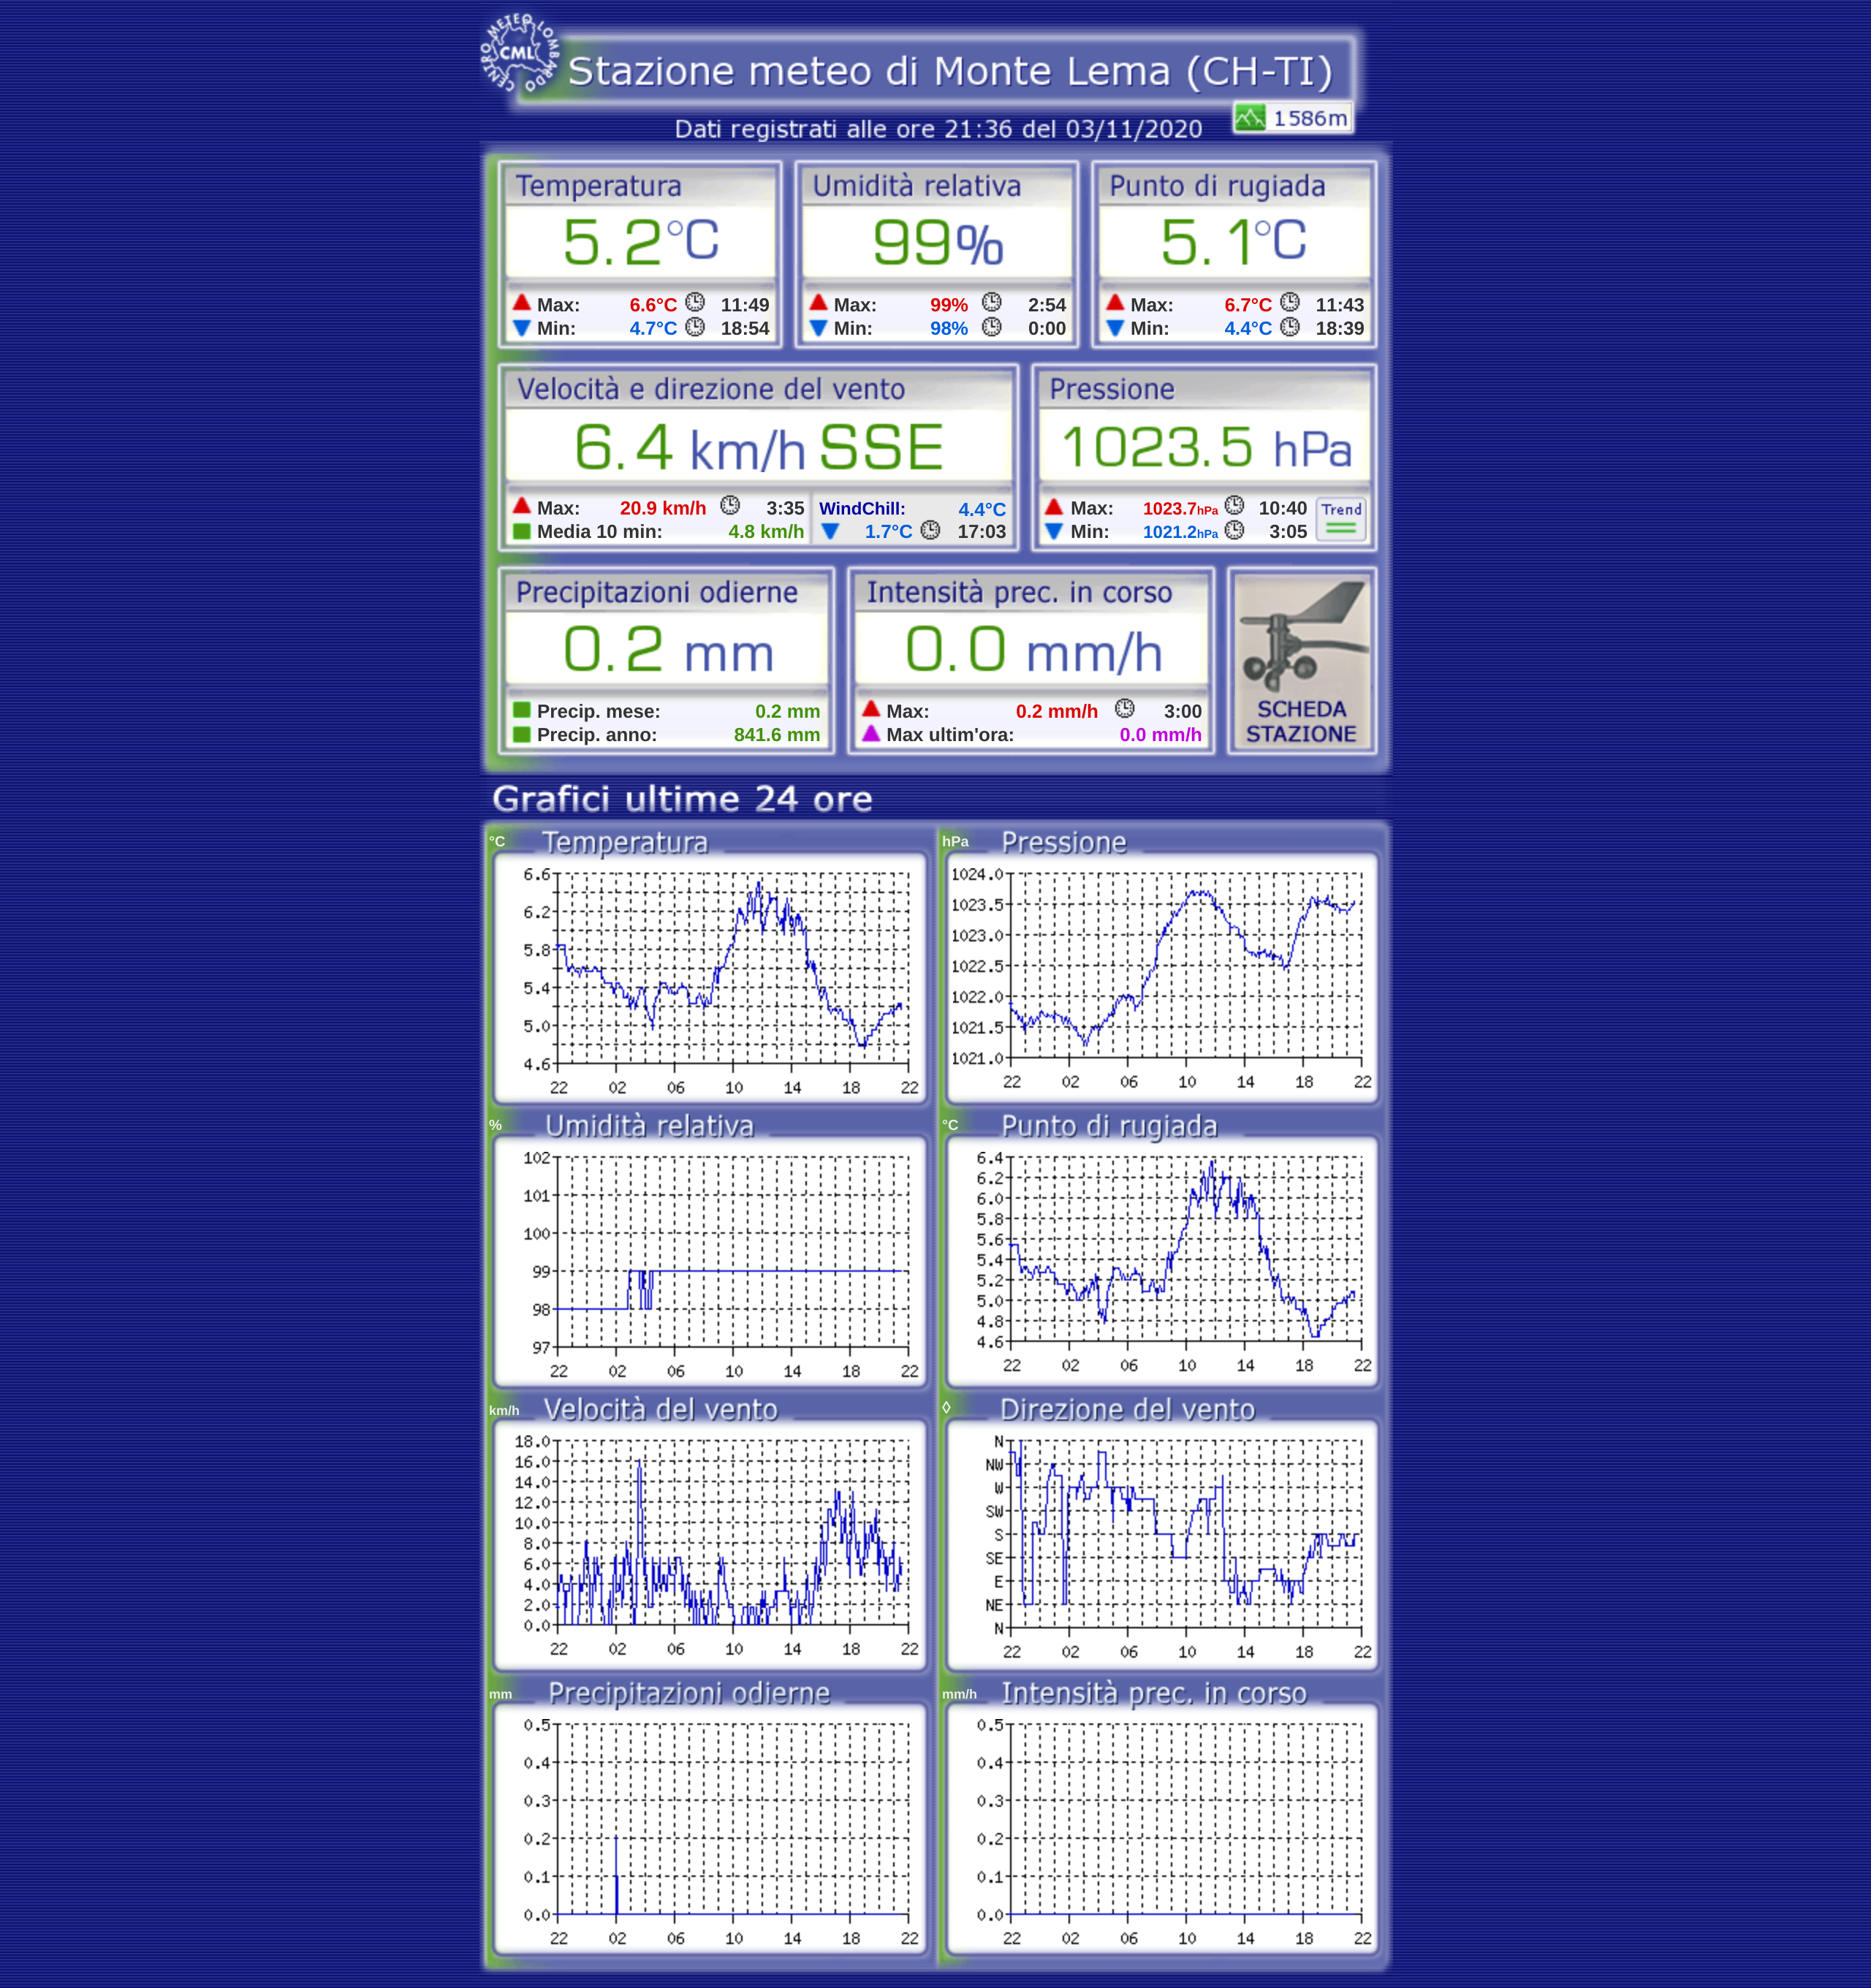 CENTRO METEO LOMBARDO
CML
Stazione meteo di Monte Lema (CH-TI)
1586m
Dati registrati alle ore 21:36 del 03/11/2020
Temperatura Umidità relativa Punto di rugiada
5.2°C 99% 5.1°C
Max: 6.6°C 11:49 Max: 99% 2:54 Max: 6.7°C 11:43
Min: 4.7°C 18:54 Min: 98% 0:00 Min: 4.4°C 18:39
Velocità e direzione del vento Pressione
6.4 km/h SSE 1023.5 hPa
Max: 20.9 km/h 3:35 WindChill: 4.4°C Max: 1023.7hPa 10:40 Trend
Media 10 min: 4.8 km/h 1.7°C 17:03 Min: 1021.2hPa 3:05
Precipitazioni odierne Intensità prec. in corso
0.2 mm 0.0 mm/h
Precip. mese: 0.2 mm Max: 0.2 mm/h 3:00 SCHEDA
Precip. anno: 841.6 mm Max ultim'ora: 0.0 mm/h STAZIONE
Grafici ultime 24 ore
°C Temperatura
6.6
6.2
5.8
5.4
5.0
4.6
22 02 06 10 14 18 22
hPa Pressione
1024.0
1023.5
1023.0
1022.5
1022.0
1021.5
1021.0
22 02 06 10 14 18 22
% Umidità relativa
102
101
100
99
98
97
22 02 06 10 14 18 22
°C Punto di rugiada
6.4
6.2
6.0
5.8
5.6
5.4
5.2
5.0
4.8
4.6
22 02 06 10 14 18 22
km/h Velocità del vento
18.0
16.0
14.0
12.0
10.0
8.0
6.0
4.0
2.0
0.0
22 02 06 10 14 18 22
◊ Direzione del vento
N
NW
W
SW
S
SE
E
NE
N
22 02 06 10 14 18 22
mm Precipitazioni odierne
0.5
0.4
0.3
0.2
0.1
0.0
22 02 06 10 14 18 22
mm/h Intensità prec. in corso
0.5
0.4
0.3
0.2
0.1
0.0
22 02 06 10 14 18 22